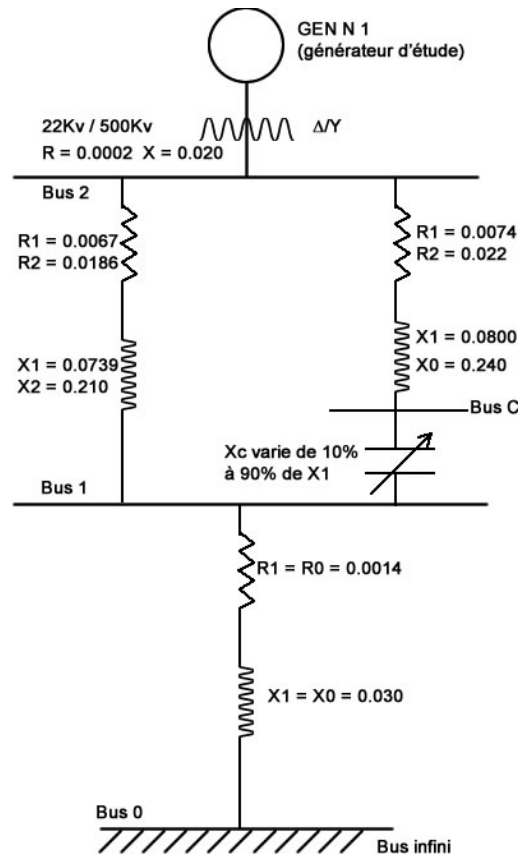 GEN N 1
(générateur d'étude)
22Kv / 500Kv
Δ/Y
R = 0.0002 X = 0.020
Bus 2
R1 = 0.0067
R2 = 0.0186
R1 = 0.0074
R2 = 0.022
X1 = 0.0739
X2 = 0.210
X1 = 0.0800
X0 = 0.240
Bus C
Xc varie de 10%
à 90% de X1
Bus 1
R1 = R0 = 0.0014
X1 = X0 = 0.030
Bus 0
Bus infini